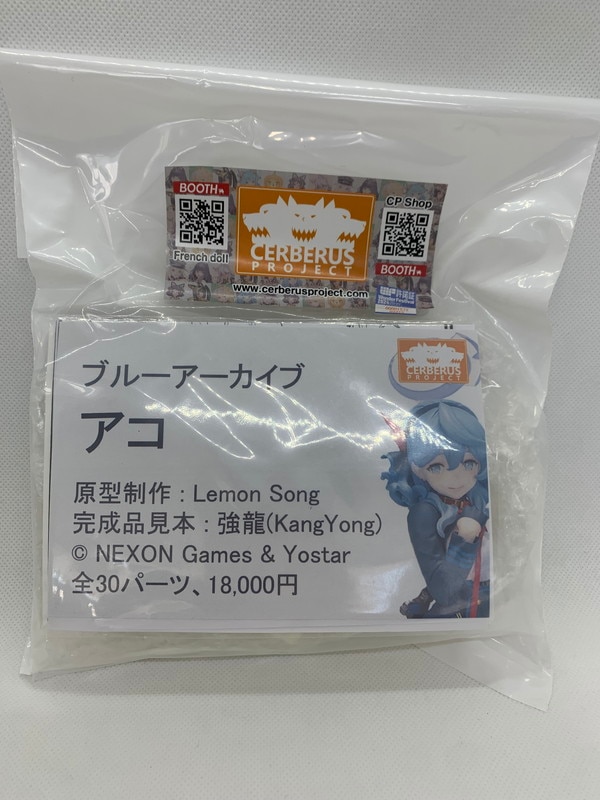 BOOTH
French doll
CERBERUS
PROJECT
www.cerberusproject.com
CP Shop
BOOTH
CERBERUS
PROJECT
ブルーアーカイブ
アコ
原型制作 : Lemon Song
完成品見本 : 強龍(KangYong)
© NEXON Games & Yostar
全30パーツ、18,000円